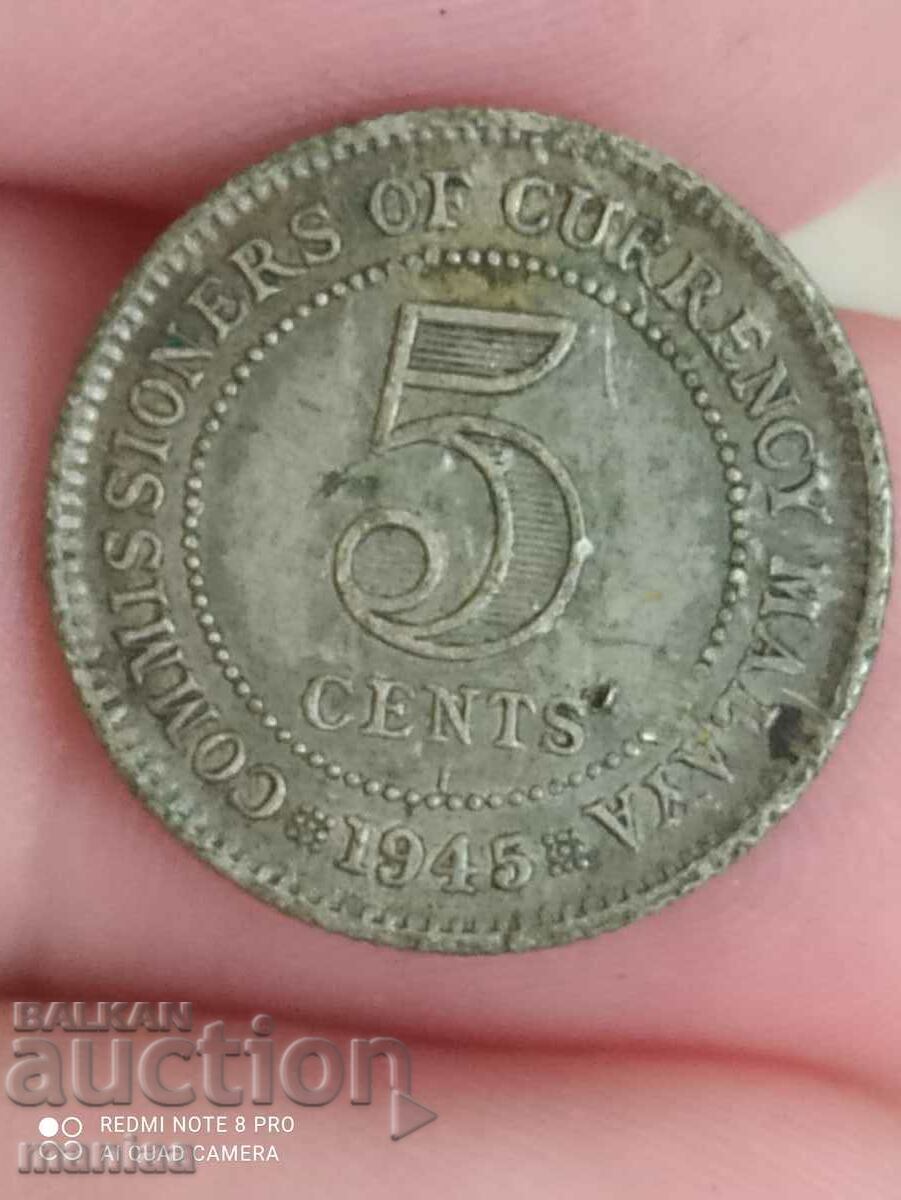 COMMISSIONERS OF CURRENCY MALAYA
5
CENTS
1945
BALKAN
auction
REDMI NOTE 8 PRO
AI QUAD CAMERA